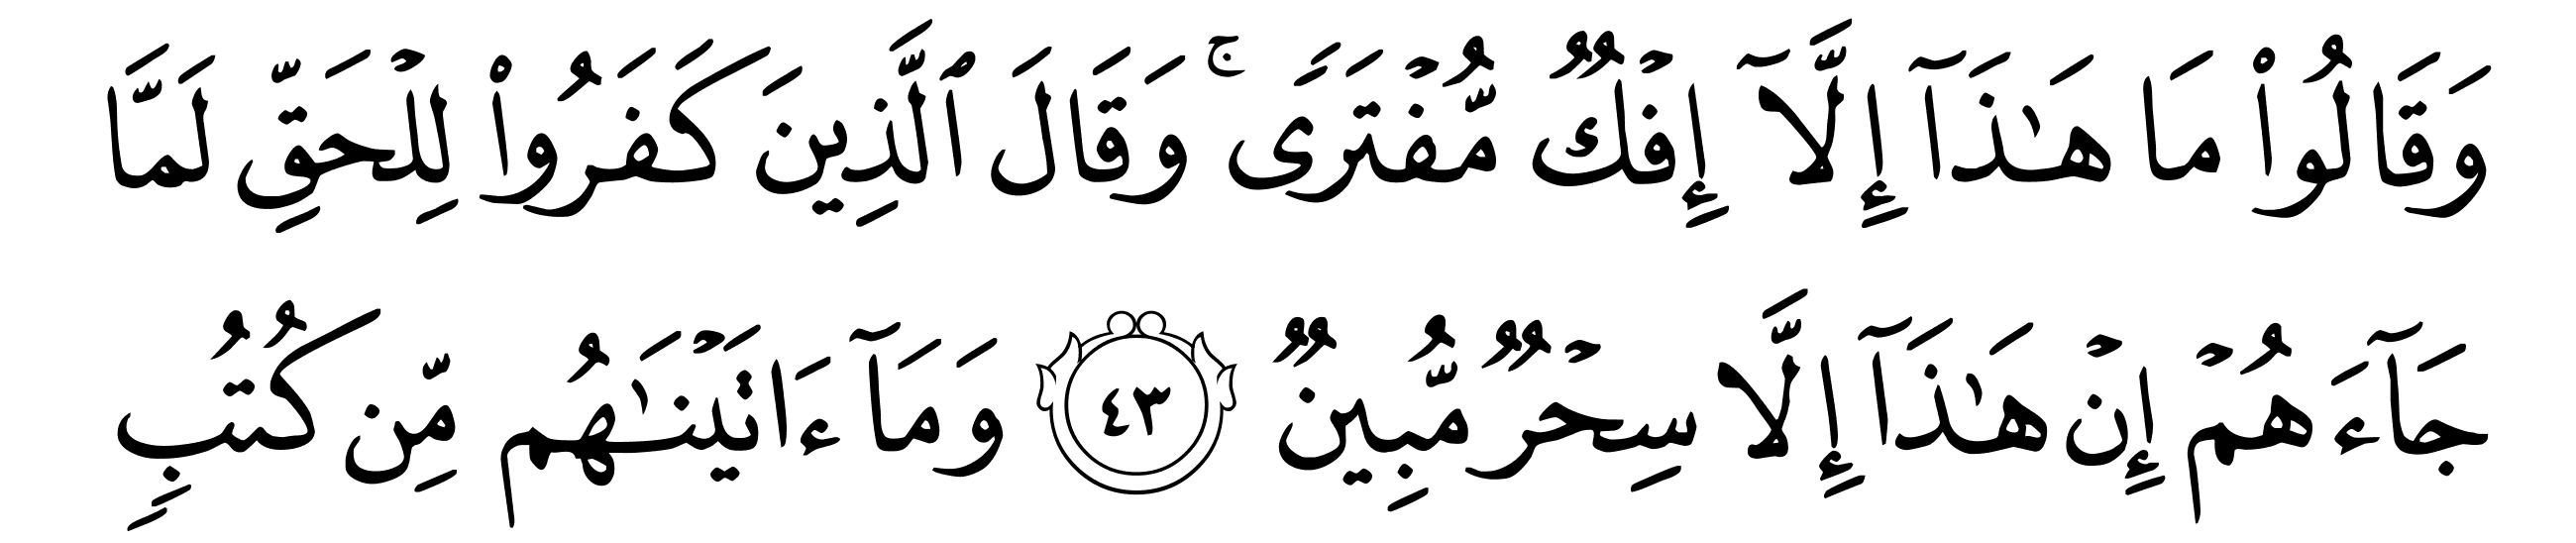 وَقَالُوا۟ مَا هَـٰذَآ إِلَّآ إِفْكٌ مُّفْتَرًى ۚ وَقَالَ ٱلَّذِينَ كَفَرُوا۟ لِلْحَقِّ لَمَّا
جَآءَهُمْ إِنْ هَـٰذَآ إِلَّا سِحْرٌ مُّبِينٌ ٤٣ وَمَآ ءَاتَيْنَـٰهُم مِّن كُتُبٍ